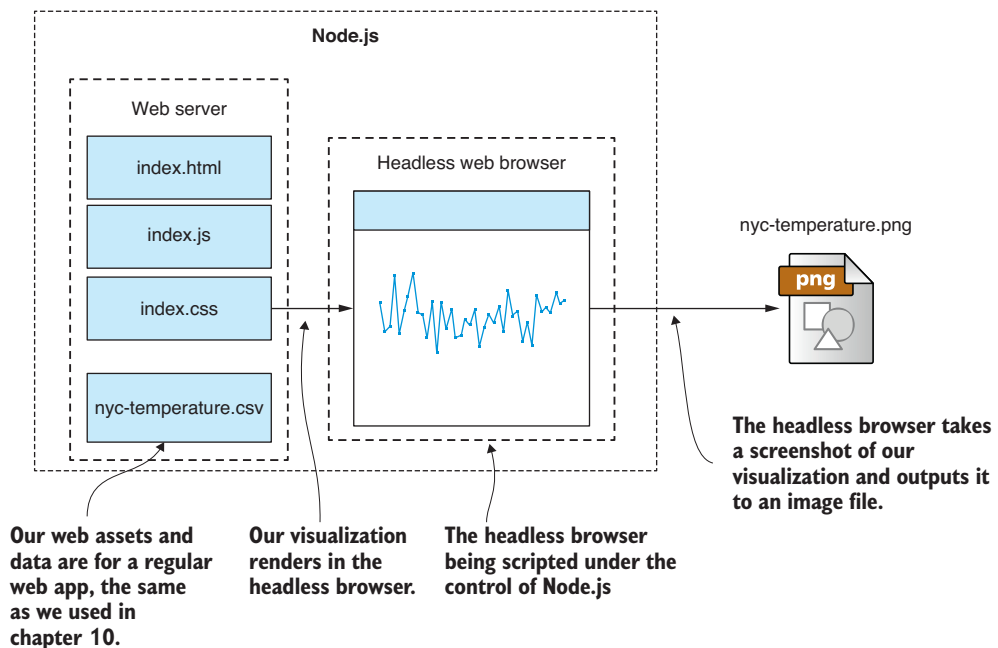 Node.js
Web server
index.html
index.js
index.css
nyc-temperature.csv
Headless web browser
nyc-temperature.png
png
The headless browser takes
a screenshot of our
visualization and outputs it
to an image file.
Our web assets and
data are for a regular
web app, the same
as we used in
chapter 10.
Our visualization
renders in the
headless browser.
The headless browser
being scripted under the
control of Node.js